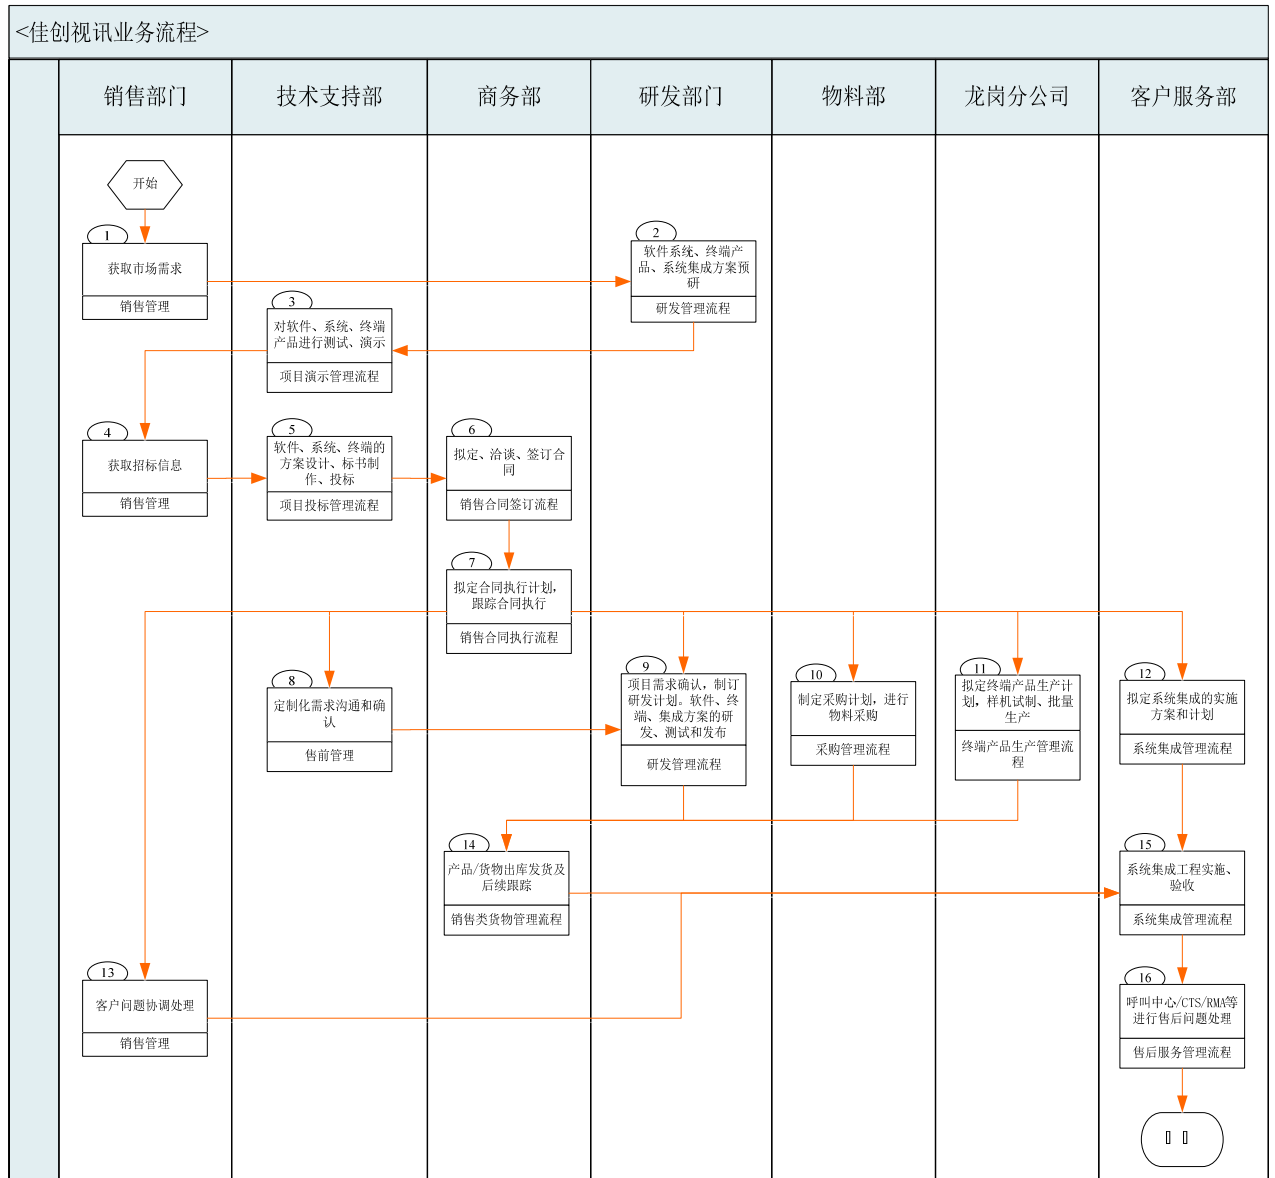 <佳创视讯业务流程>
销售部门
技术支持部
商务部
研发部门
物料部
龙岗分公司
客户服务部
开始
1
获取市场需求
销售管理
2
软件系统、终端产
品、系统集成方案预
研
研发管理流程
3
对软件、系统、终端
产品进行测试、演示
项目演示管理流程
4
获取招标信息
销售管理
5
软件、系统、终端的
方案设计、标书制
作、投标
项目投标管理流程
6
拟定、洽谈、签订合
同
销售合同签订流程
7
拟定合同执行计划，
跟踪合同执行
销售合同执行流程
8
定制化需求沟通和确
认
售前管理
9
项目需求确认，制订
研发计划。软件、终
端、集成方案的研
发、测试和发布
研发管理流程
10
制定采购计划，进行
物料采购
采购管理流程
11
拟定终端产品生产计
划，样机试制、批量
生产
终端产品生产管理流
程
12
拟定系统集成的实施
方案和计划
系统集成管理流程
14
产品/货物出库发货及
后续跟踪
销售类货物管理流程
15
系统集成工程实施、
验收
系统集成管理流程
13
客户问题协调处理
销售管理
16
呼叫中心/CTS/RMA等
进行售后问题处理
售后服务管理流程